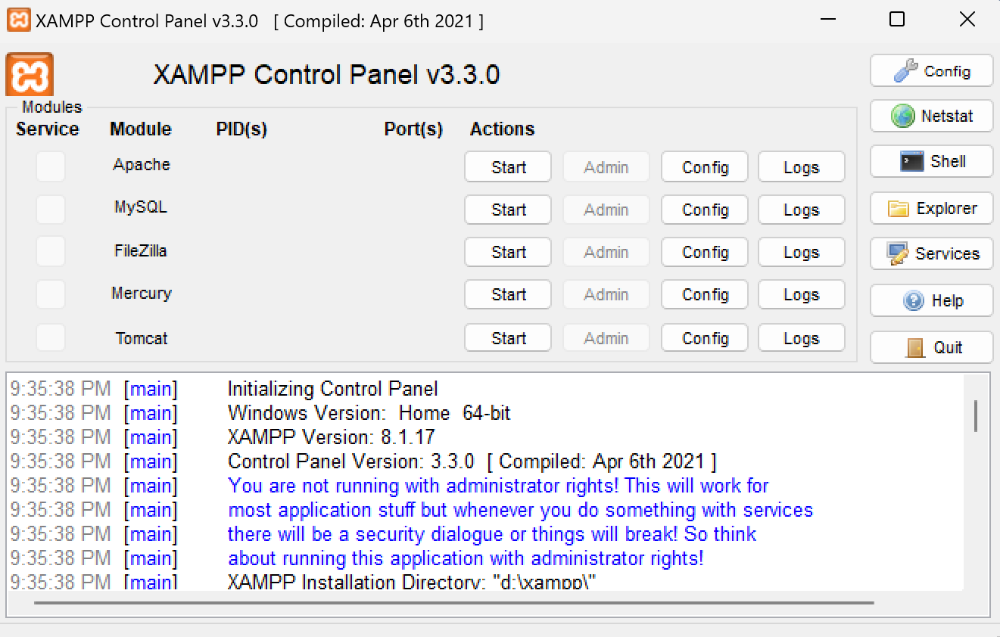 XAMPP Control Panel v3.3.0 [ Compiled: Apr 6th 2021 ]
XAMPP Control Panel v3.3.0
Config
Modules
Service Module PID(s) Port(s) Actions
Netstat
Apache Start Admin Config Logs
Shell
MySQL Start Admin Config Logs
Explorer
FileZilla Start Admin Config Logs
Services
Mercury Start Admin Config Logs
Help
Tomcat Start Admin Config Logs
Quit
9:35:38 PM [main] Initializing Control Panel
9:35:38 PM [main] Windows Version: Home 64-bit
9:35:38 PM [main] XAMPP Version: 8.1.17
9:35:38 PM [main] Control Panel Version: 3.3.0 [ Compiled: Apr 6th 2021 ]
9:35:38 PM [main] You are not running with administrator rights! This will work for
9:35:38 PM [main] most application stuff but whenever you do something with services
9:35:38 PM [main] there will be a security dialogue or things will break! So think
9:35:38 PM [main] about running this application with administrator rights!
9:35:38 PM [main] XAMPP Installation Directory: "d:\xampp\"